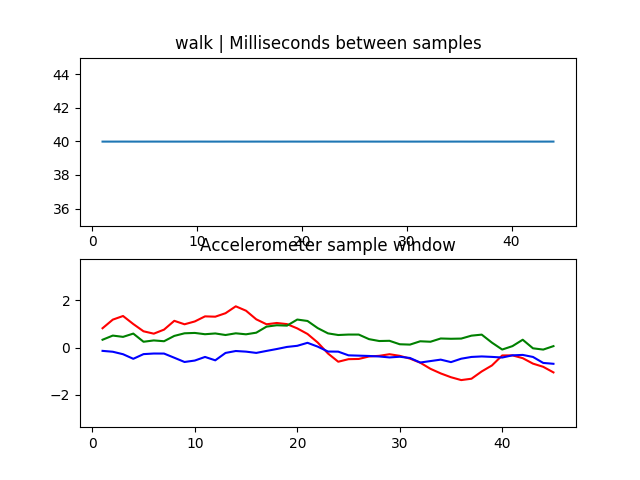 walk | Milliseconds between samples
44
42
40
38
36
0 10 20 30 40
Accelerometer sample window
2
0
−2
0 10 20 30 40